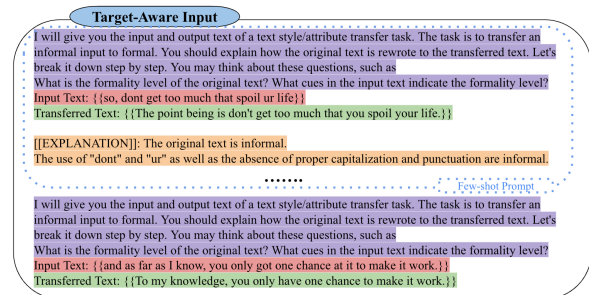 Target-Aware Input
I will give you the input and output text of a text style/attribute transfer task. The task is to transfer an
informal input to formal. You should explain how the original text is rewrote to the transferred text. Let's
break it down step by step. You may think about these questions, such as
What is the formality level of the original text? What cues in the input text indicate the formality level?
Input Text: {{so, dont get too much that spoil ur life}}
Transferred Text: {{The point being is don't get too much that you spoil your life.}}
[[EXPLANATION]]: The original text is informal.
The use of "dont" and "ur" as well as the absence of proper capitalization and punctuation are informal.
.......
Few-shot Prompt
I will give you the input and output text of a text style/attribute transfer task. The task is to transfer an
informal input to formal. You should explain how the original text is rewrote to the transferred text. Let's
break it down step by step. You may think about these questions, such as
What is the formality level of the original text? What cues in the input text indicate the formality level?
Input Text: {{and as far as I know, you only got one chance at it to make it work.}}
Transferred Text: {{To my knowledge, you only have one chance to make it work.}}